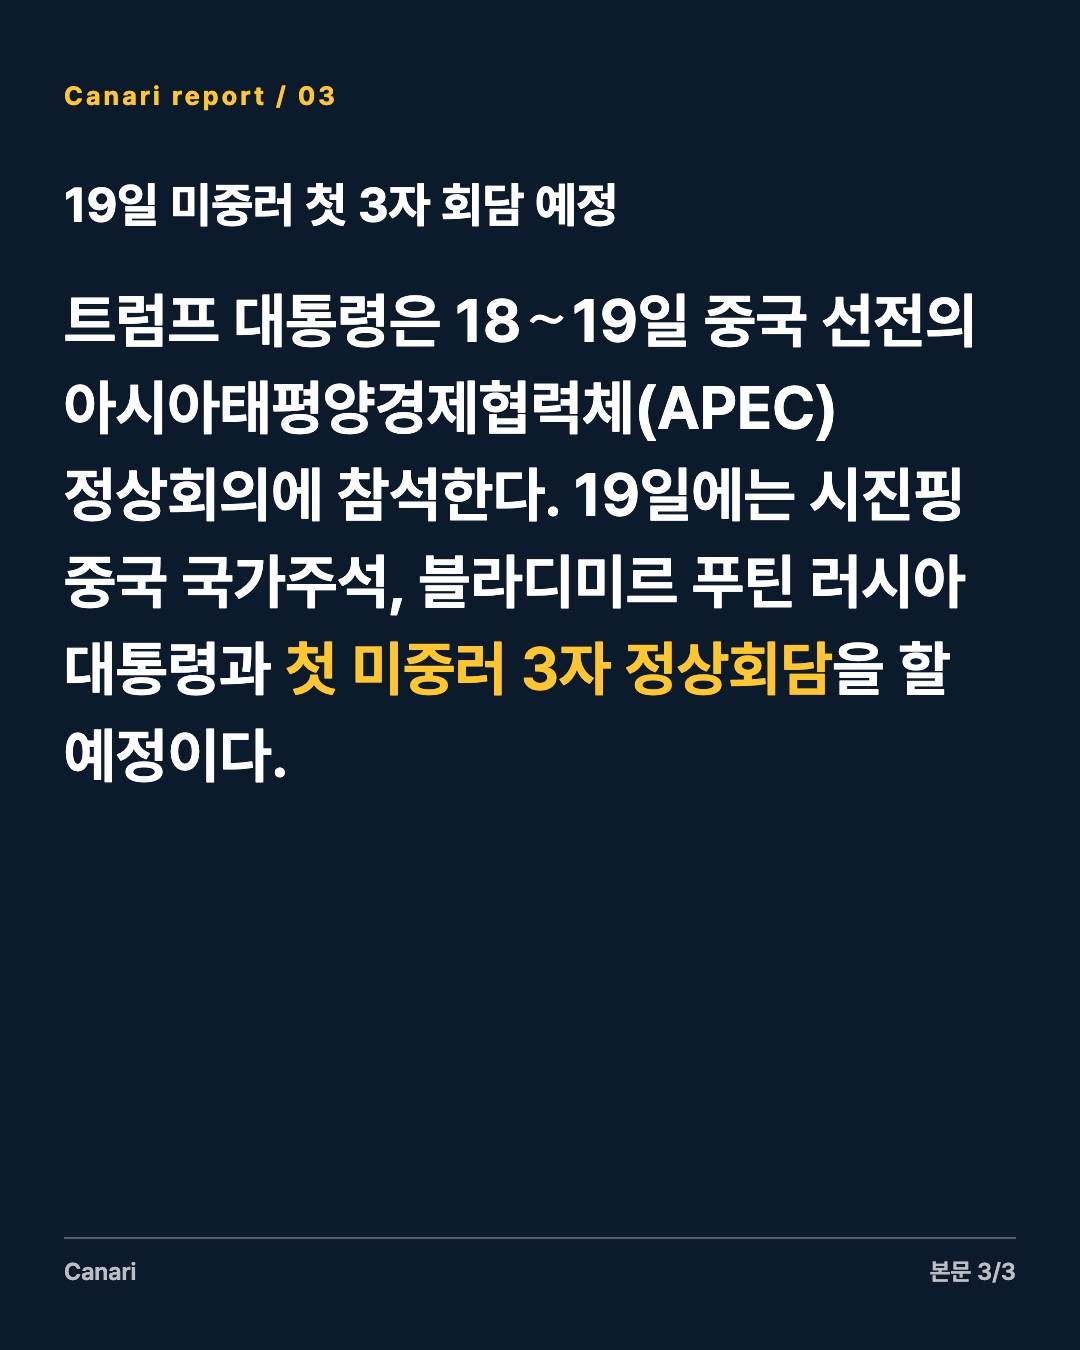 Canari report / 03
19일 미중러 첫 3자 회담 예정
트럼프 대통령은 18~19일 중국 선전의
아시아태평양경제협력체(APEC)
정상회의에 참석한다. 19일에는 시진핑
중국 국가주석, 블라디미르 푸틴 러시아
대통령과 첫 미중러 3자 정상회담을 할
예정이다.
Canari
본문 3/3